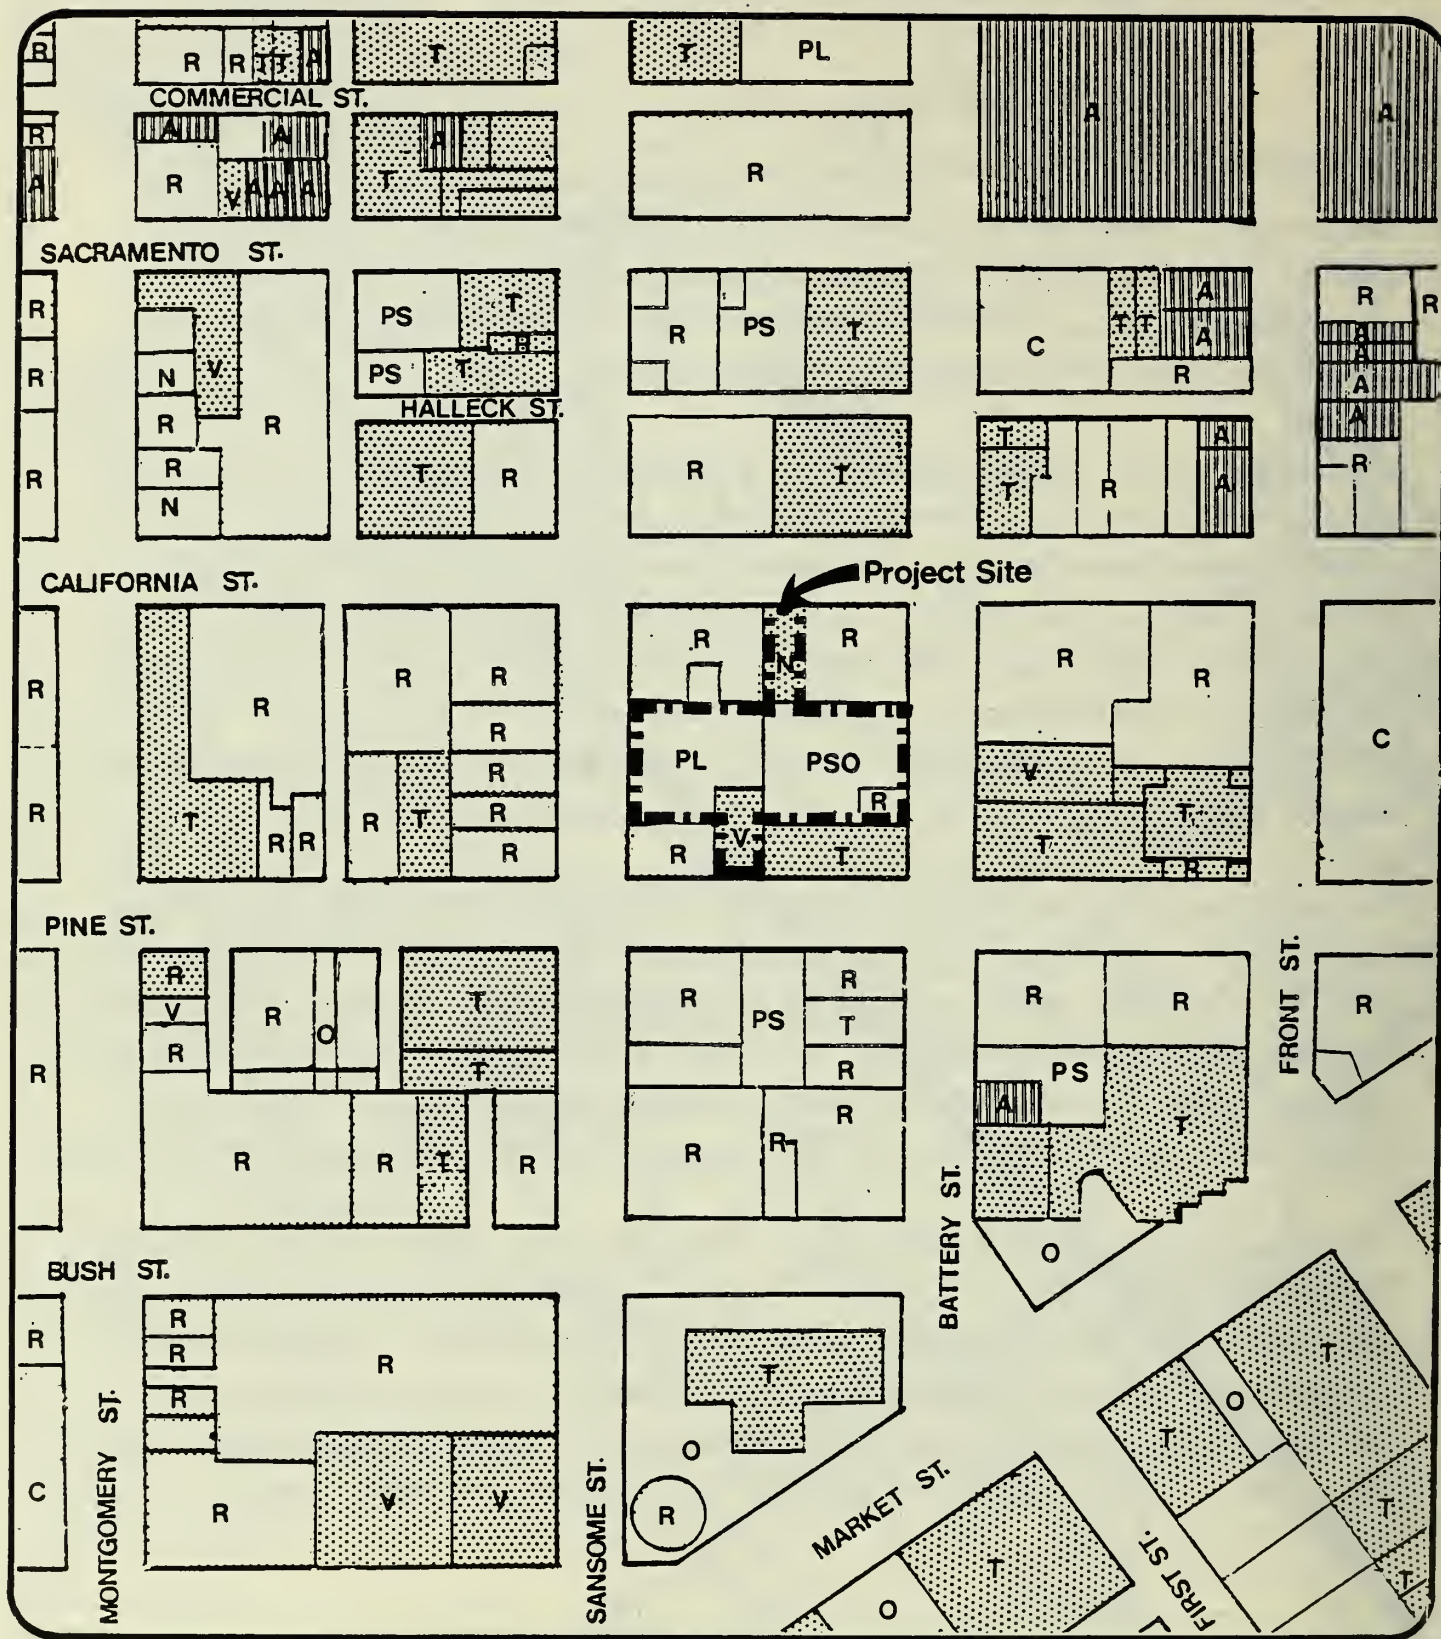 R R R T T A T T PL A A
COMMERCIAL ST.
R A A A T R
A R V A A A
SACRAMENTO ST.
R PS T R PS T C T T A A R R
R N V PS T R A A
R R R A A
HALLECK ST.
R R T R R T T R A A R
N T
CALIFORNIA ST.
Project Site
R R R R R N R R R
R R C
PL PSO V
R T R T R R R T
R R R R V T T R
PINE ST.
FRONT ST.
R R O T R PS R R R R
V T
R T R PS
R R R T R R R R A T
BATTERY ST.
O
BUSH ST.
R R R T T
R
MONTGOMERY ST.
R O O T
C R V V
SANSOME ST.
R
MARKET ST.
FIRST ST.
O T T T